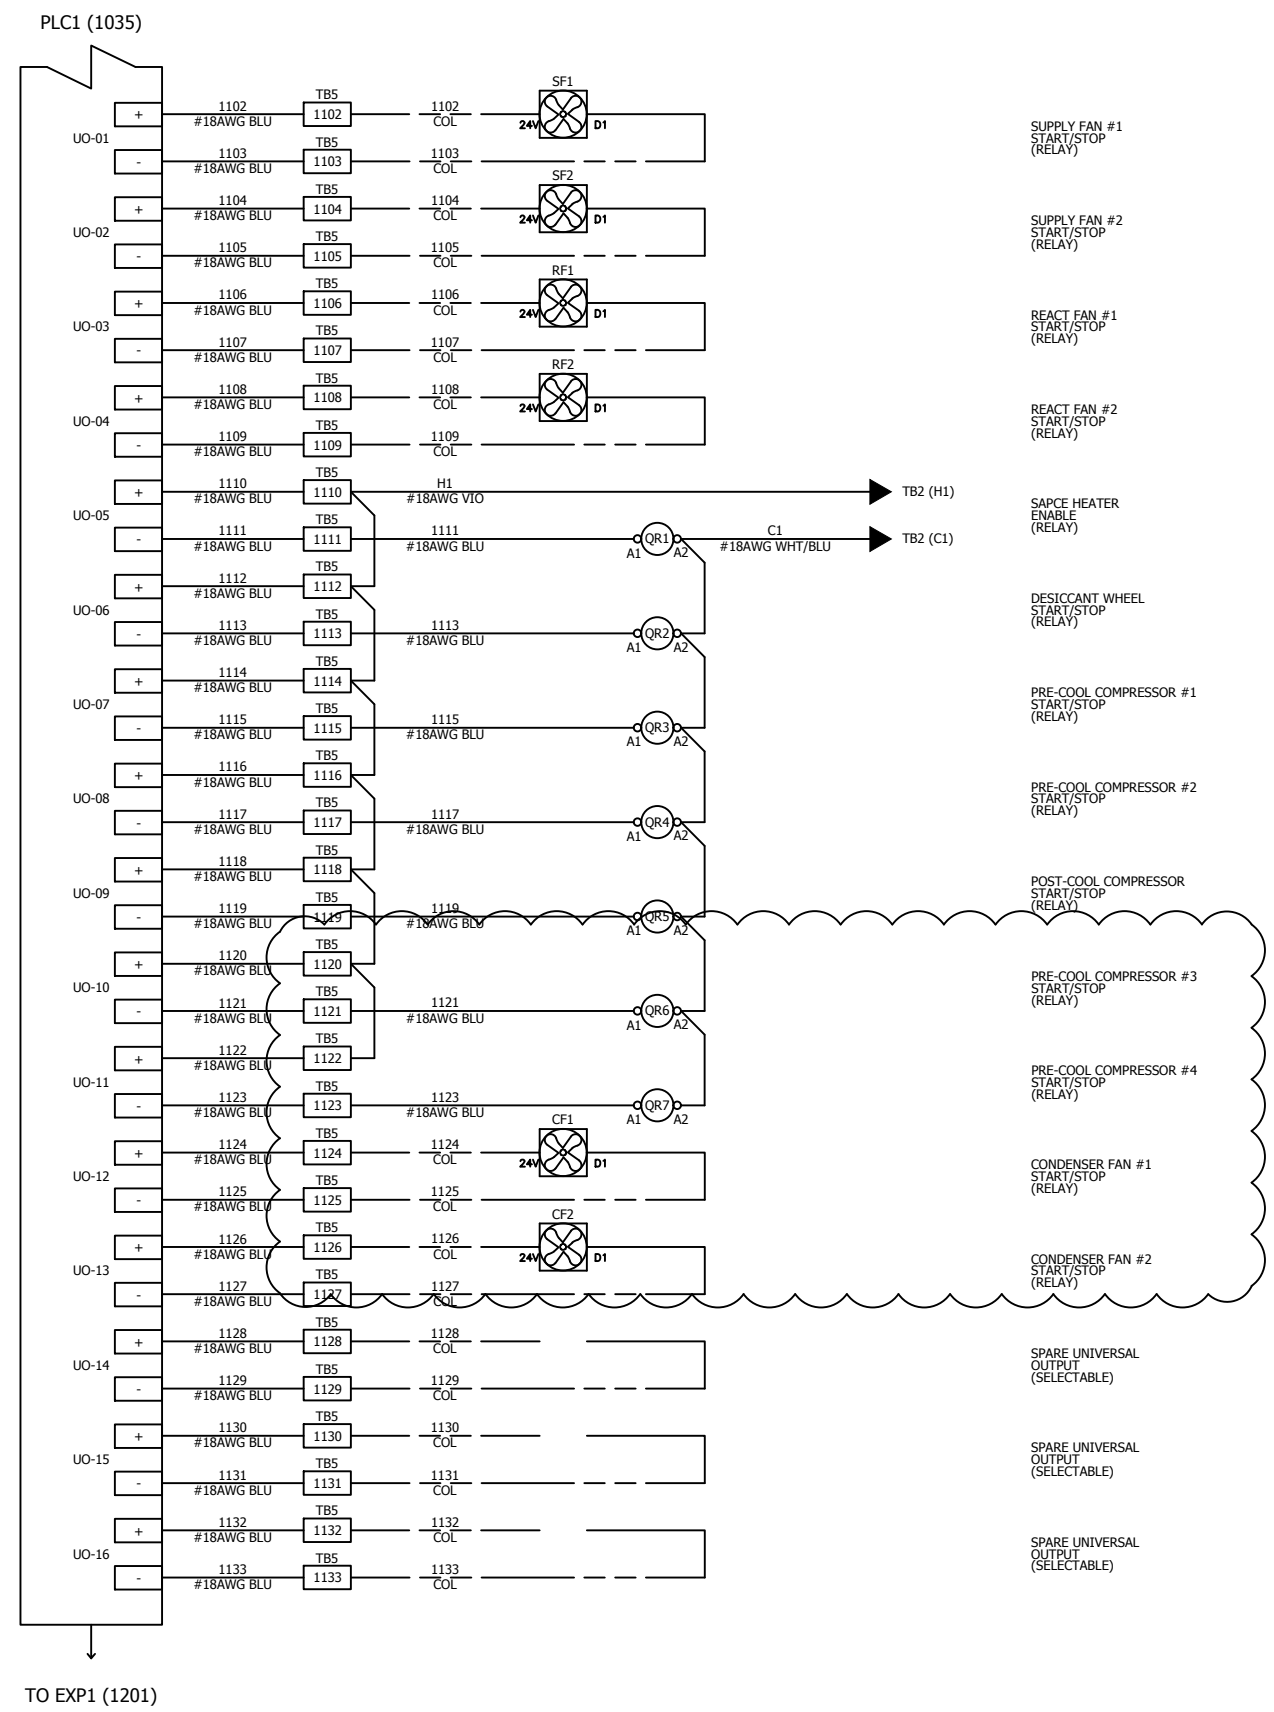 PLC1 (1035)
UO-01
+ 1102 #18AWG BLU TB5 1102 1102 COL SF1 24V D1
- 1103 #18AWG BLU TB5 1103 1103 COL
SUPPLY FAN #1
START/STOP
(RELAY)
UO-02
+ 1104 #18AWG BLU TB5 1104 1104 COL SF2 24V D1
- 1105 #18AWG BLU TB5 1105 1105 COL
SUPPLY FAN #2
START/STOP
(RELAY)
UO-03
+ 1106 #18AWG BLU TB5 1106 1106 COL RF1 24V D1
- 1107 #18AWG BLU TB5 1107 1107 COL
REACT FAN #1
START/STOP
(RELAY)
UO-04
+ 1108 #18AWG BLU TB5 1108 1108 COL RF2 24V D1
- 1109 #18AWG BLU TB5 1109 1109 COL
REACT FAN #2
START/STOP
(RELAY)
UO-05
+ 1110 #18AWG BLU TB5 1110 H1 #18AWG VIO TB2 (H1)
- 1111 #18AWG BLU TB5 1111 1111 #18AWG BLU A1 QR1 A2 C1 #18AWG WHT/BLU TB2 (C1)
SAPCE HEATER
ENABLE
(RELAY)
UO-06
+ 1112 #18AWG BLU TB5 1112
- 1113 #18AWG BLU TB5 1113 1113 #18AWG BLU A1 QR2 A2
DESICCANT WHEEL
START/STOP
(RELAY)
UO-07
+ 1114 #18AWG BLU TB5 1114
- 1115 #18AWG BLU TB5 1115 1115 #18AWG BLU A1 QR3 A2
PRE-COOL COMPRESSOR #1
START/STOP
(RELAY)
UO-08
+ 1116 #18AWG BLU TB5 1116
- 1117 #18AWG BLU TB5 1117 1117 #18AWG BLU A1 QR4 A2
PRE-COOL COMPRESSOR #2
START/STOP
(RELAY)
UO-09
+ 1118 #18AWG BLU TB5 1118
- 1119 #18AWG BLU TB5 1119 1119 #18AWG BLU A1 QR5 A2
POST-COOL COMPRESSOR
START/STOP
(RELAY)
UO-10
+ 1120 #18AWG BLU TB5 1120
- 1121 #18AWG BLU TB5 1121 1121 #18AWG BLU A1 QR6 A2
PRE-COOL COMPRESSOR #3
START/STOP
(RELAY)
UO-11
+ 1122 #18AWG BLU TB5 1122
- 1123 #18AWG BLU TB5 1123 1123 #18AWG BLU A1 QR7 A2
PRE-COOL COMPRESSOR #4
START/STOP
(RELAY)
UO-12
+ 1124 #18AWG BLU TB5 1124 1124 COL CF1 24V D1
- 1125 #18AWG BLU TB5 1125 1125 COL
CONDENSER FAN #1
START/STOP
(RELAY)
UO-13
+ 1126 #18AWG BLU TB5 1126 1126 COL CF2 24V D1
- 1127 #18AWG BLU TB5 1127 1127 COL
CONDENSER FAN #2
START/STOP
(RELAY)
UO-14
+ 1128 #18AWG BLU TB5 1128 1128 COL
- 1129 #18AWG BLU TB5 1129 1129 COL
SPARE UNIVERSAL
OUTPUT
(SELECTABLE)
UO-15
+ 1130 #18AWG BLU TB5 1130 1130 COL
- 1131 #18AWG BLU TB5 1131 1131 COL
SPARE UNIVERSAL
OUTPUT
(SELECTABLE)
UO-16
+ 1132 #18AWG BLU TB5 1132 1132 COL
- 1133 #18AWG BLU TB5 1133 1133 COL
SPARE UNIVERSAL
OUTPUT
(SELECTABLE)
TO EXP1 (1201)